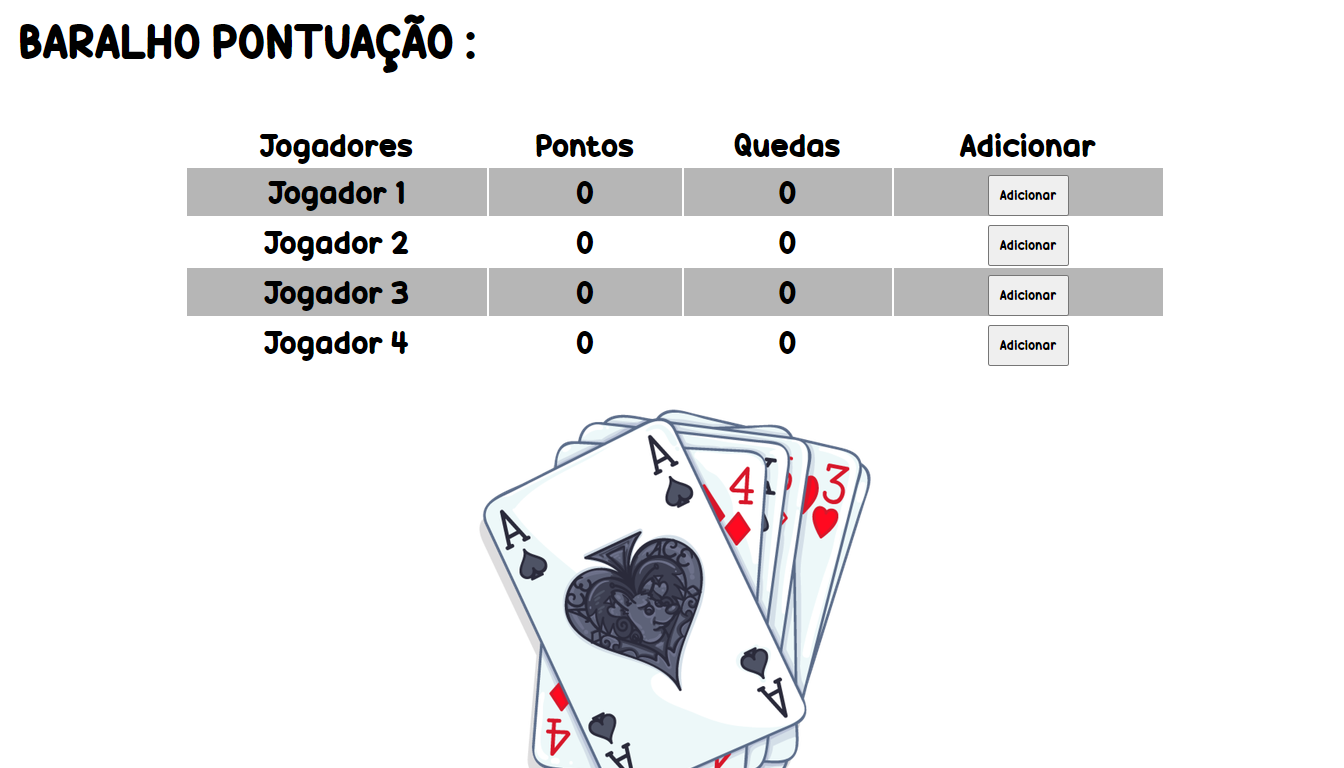 BARALHO PONTUAÇÃO :
Jogadores Pontos Quedas Adicionar
Jogador 1 0 0 Adicionar
Jogador 2 0 0 Adicionar
Jogador 3 0 0 Adicionar
Jogador 4 0 0 Adicionar
A
4
3
A
A
4
A